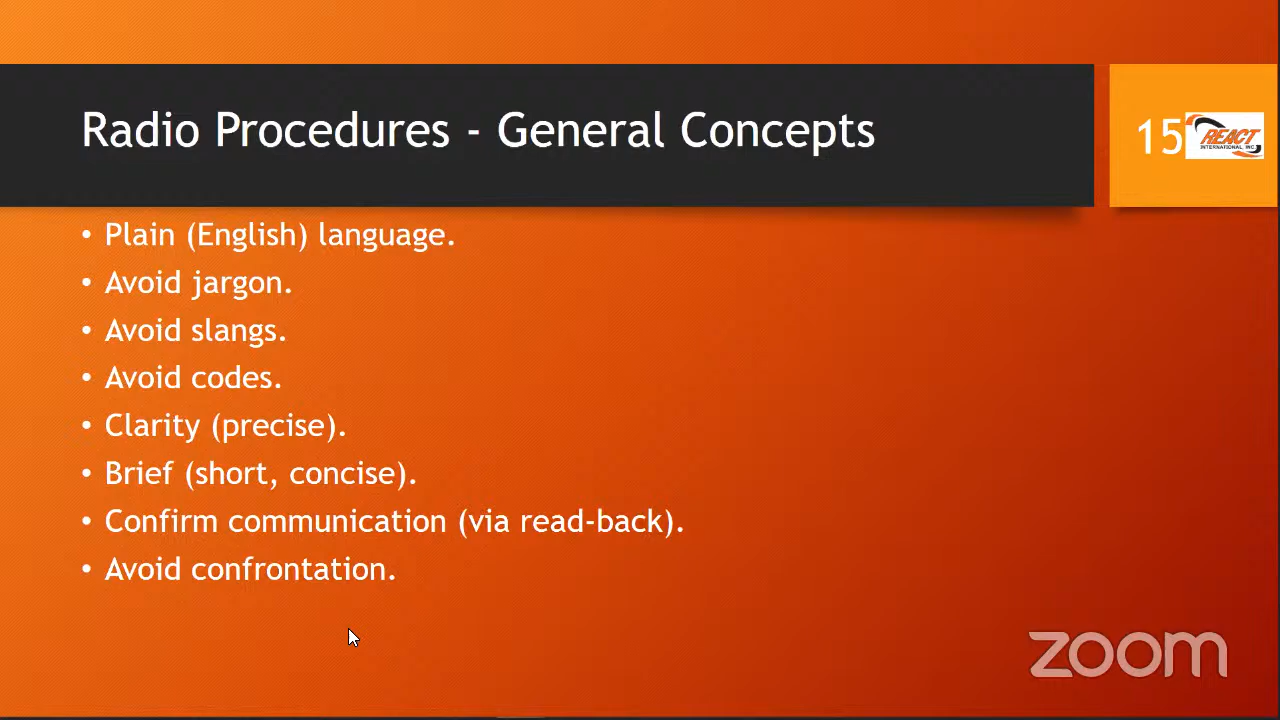 Radio Procedures - General Concepts
15
REACT
INTERNATIONAL, INC.
• Plain (English) language.
• Avoid jargon.
• Avoid slangs.
• Avoid codes.
• Clarity (precise).
• Brief (short, concise).
• Confirm communication (via read-back).
• Avoid confrontation.
zoom